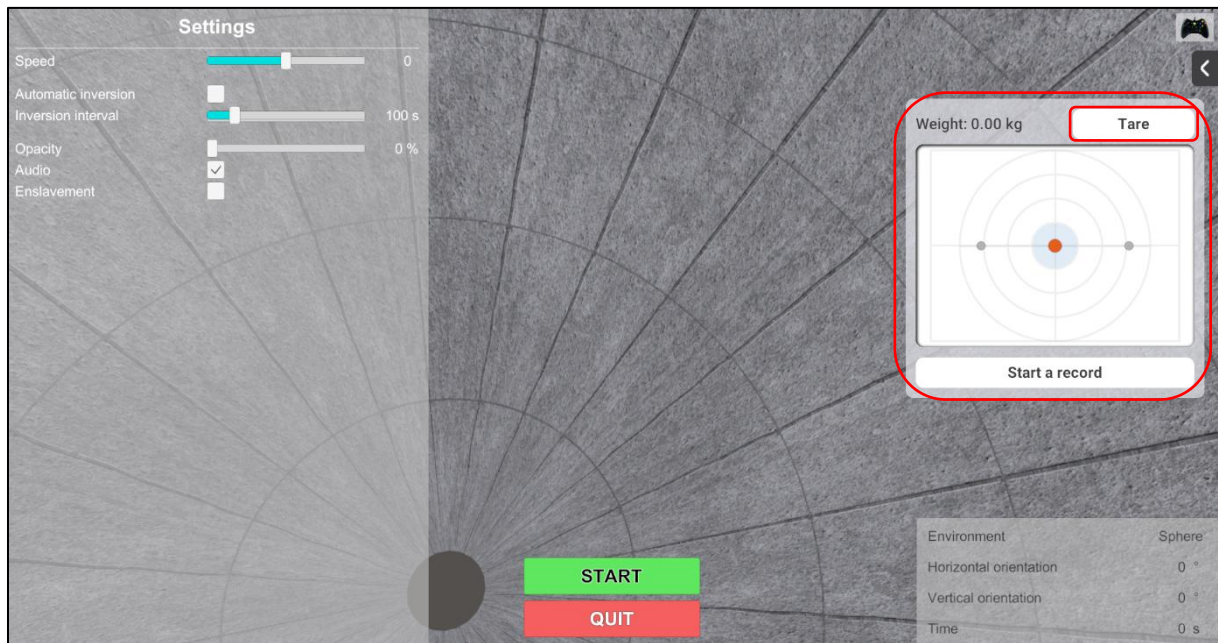 Settings
Speed 0
Automatic inversion
Inversion interval 100 s
Opacity 0 %
Audio
Enslavement
Weight: 0.00 kg Tare
Start a record
Environment Sphere
Horizontal orientation 0 °
Vertical orientation 0 °
Time 0 s
START
QUIT